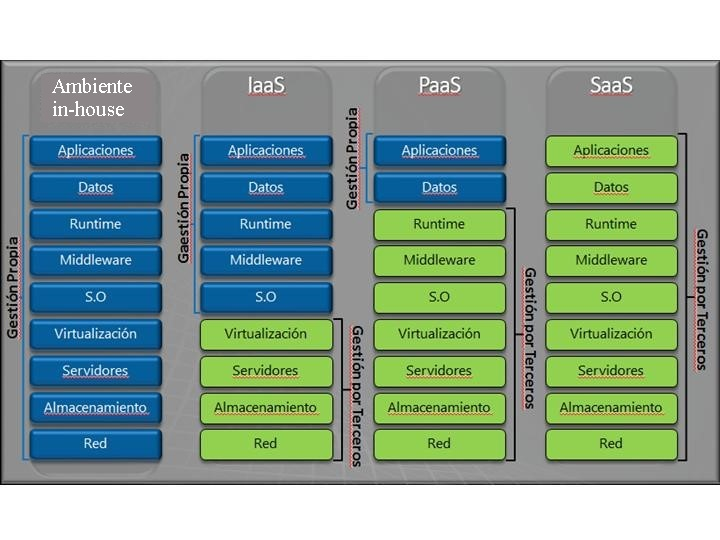 Ambiente
in-house
Gestión Propia
Aplicaciones
Datos
Runtime
Middleware
S.O
Virtualización
Servidores
Almacenamiento
Red
IaaS
Gaestión Propia
Aplicaciones
Datos
Runtime
Middleware
S.O
Virtualización
Servidores
Almacenamiento
Red
Gestión por Terceros
PaaS
Gestión Propia
Aplicaciones
Datos
Runtime
Middleware
S.O
Virtualización
Servidores
Almacenamiento
Red
Gestión por Terceros
SaaS
Aplicaciones
Datos
Runtime
Middleware
S.O
Virtualización
Servidores
Almacenamiento
Red
Gestión por Terceros